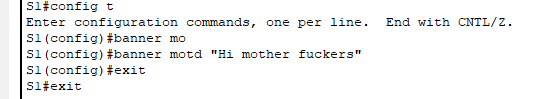 S1#config t
Enter configuration commands, one per line.  End with CNTL/Z.
S1(config)#banner mo
S1(config)#banner motd "Hi mother fuckers"
S1(config)#exit
S1#exit